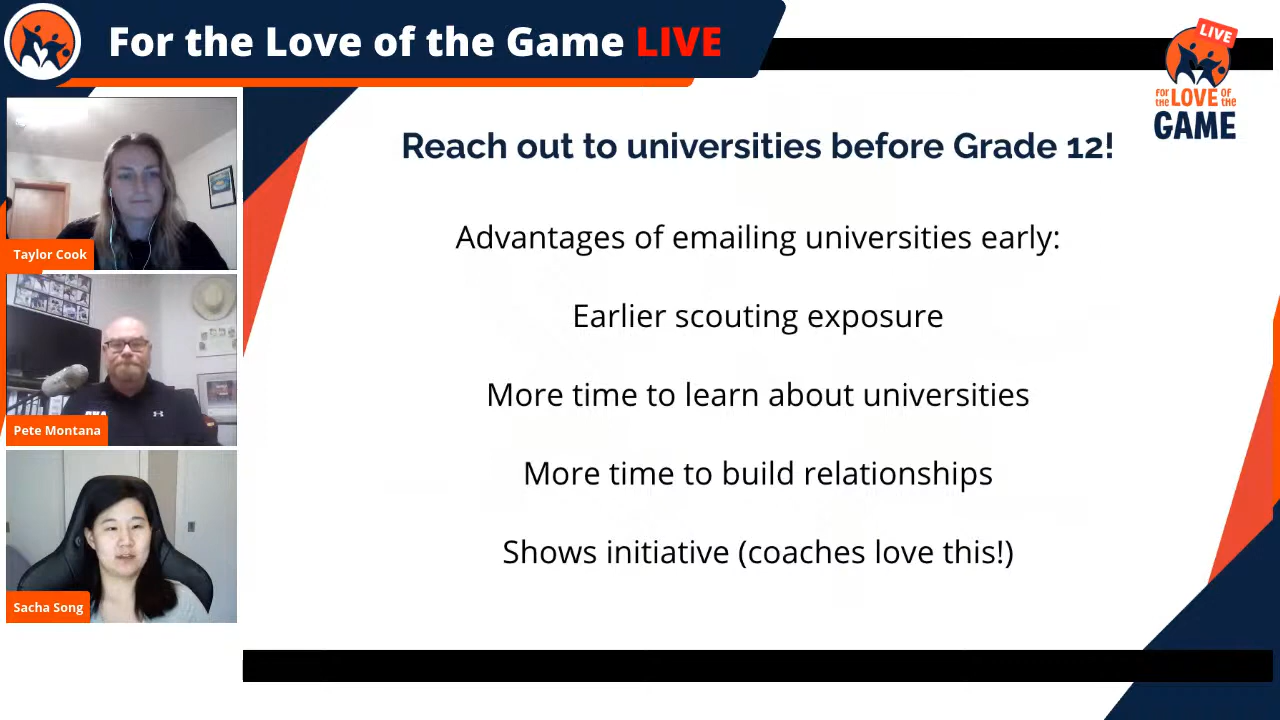 For the Love of the Game LIVE
LIVE
FOR the LOVE OF the
GAME
Reach out to universities before Grade 12!
Advantages of emailing universities early:
Earlier scouting exposure
More time to learn about universities
More time to build relationships
Shows initiative (coaches love this!)
Taylor Cook
Pete Montana
Sacha Song